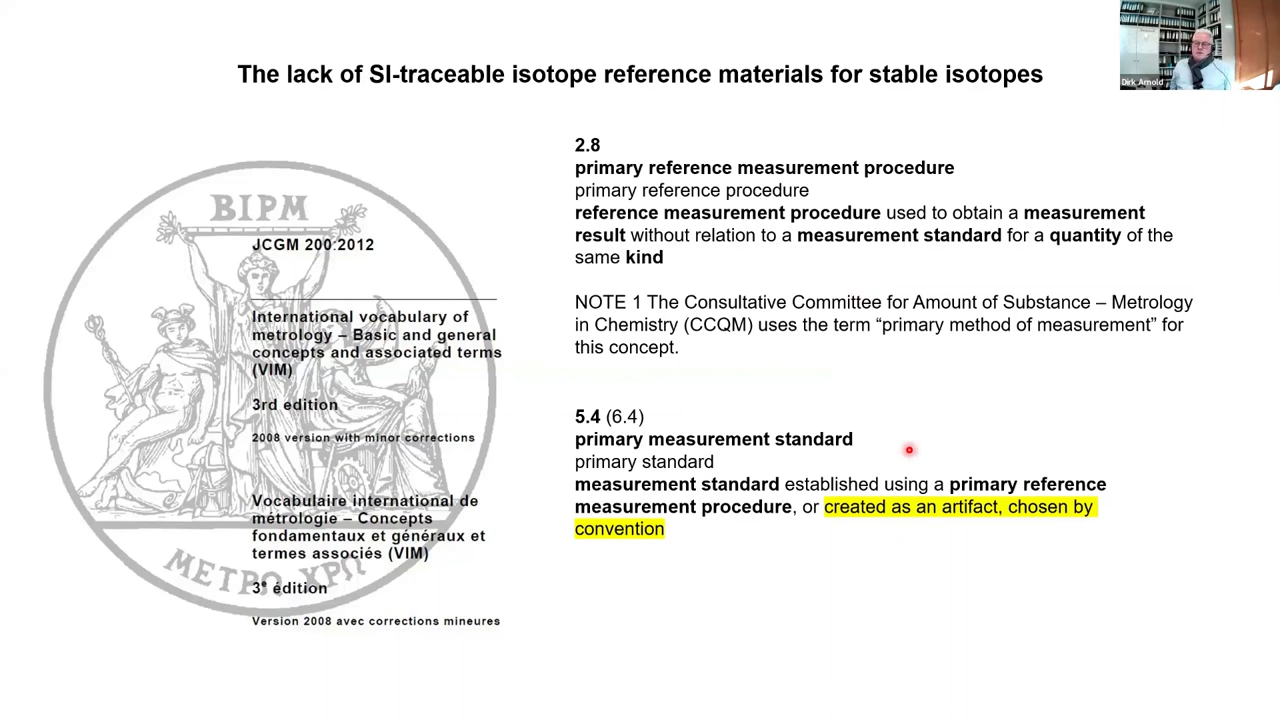 The lack of SI-traceable isotope reference materials for stable isotopes
Dirk Arnold
BIPM
JCGM 200:2012
International vocabulary of
metrology – Basic and general
concepts and associated terms
(VIM)
3rd edition
2008 version with minor corrections
Vocabulaire international de
métrologie – Concepts
fondamentaux et généraux et
termes associés (VIM)
3e édition
Version 2008 avec corrections mineures
ΜΕΤΡΩ ΧΡΩ
2.8
primary reference measurement procedure
primary reference procedure
reference measurement procedure used to obtain a measurement
result without relation to a measurement standard for a quantity of the
same kind
NOTE 1 The Consultative Committee for Amount of Substance – Metrology
in Chemistry (CCQM) uses the term “primary method of measurement” for
this concept.
5.4 (6.4)
primary measurement standard
primary standard
measurement standard established using a primary reference
measurement procedure, or created as an artifact, chosen by
convention